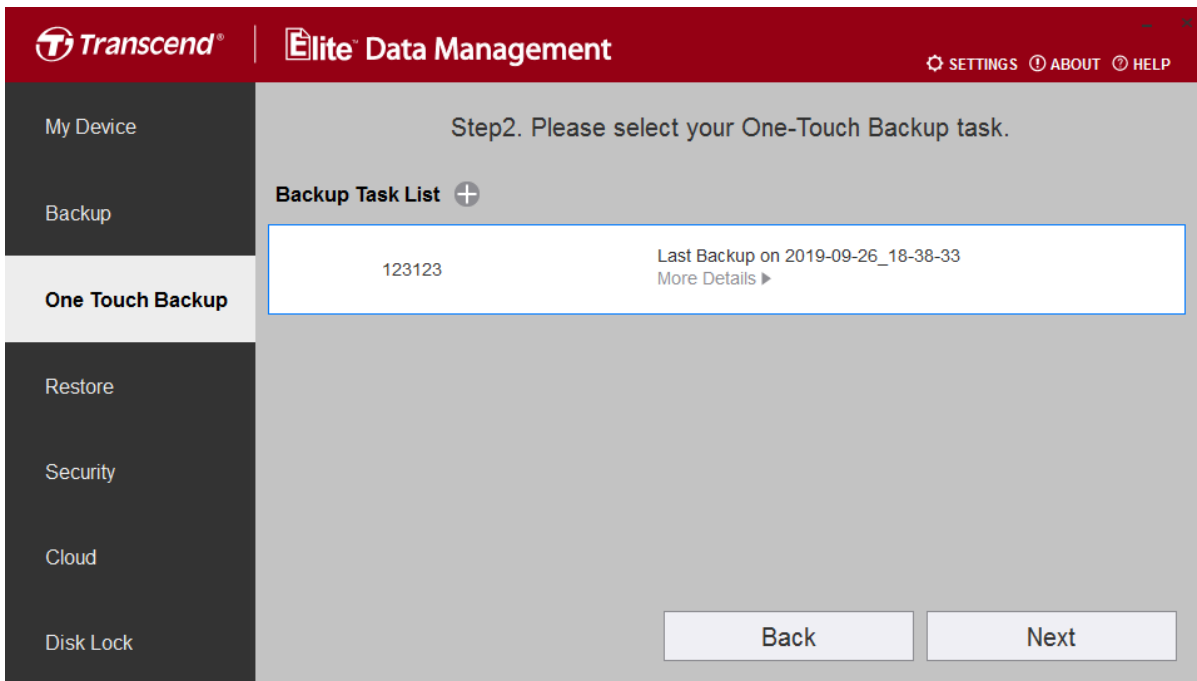 Transcend®
Elite™ Data Management
SETTINGS ABOUT HELP
My Device
Backup
One Touch Backup
Restore
Security
Cloud
Disk Lock
Step2. Please select your One-Touch Backup task.
Backup Task List
123123
Last Backup on 2019-09-26_18-38-33
More Details
Back
Next